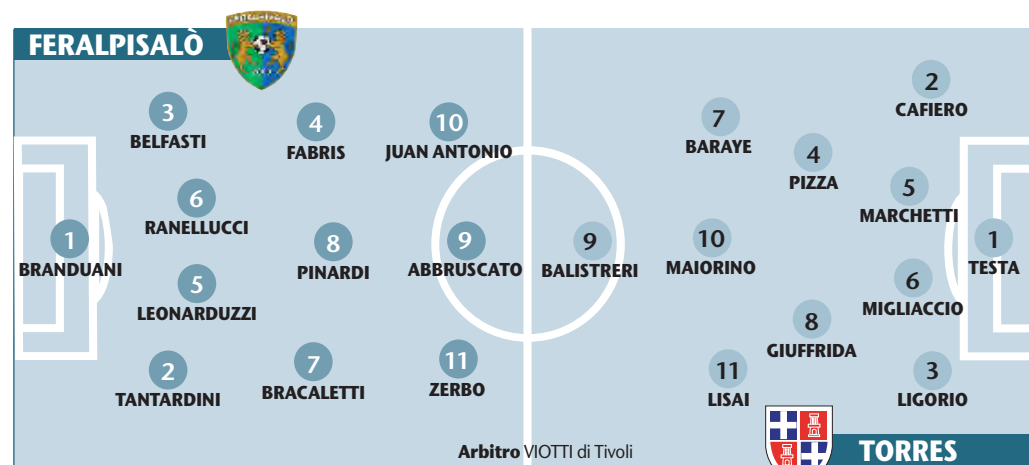 FERALPISALÒ
3
BELFASTI
4
FABRIS
10
JUAN ANTONIO
6
RANELLUCCI
1
BRANDUANI
8
PINARDI
9
ABBRUSCATO
5
LEONARDUZZI
2
TANTARDINI
7
BRACALETTI
11
ZERBO
2
CAFIERO
7
BARAYE
4
PIZZA
5
MARCHETTI
9
BALISTRERI
10
MAIORINO
1
TESTA
6
MIGLIACCIO
8
GIUFFRIDA
11
LISAI
3
LIGORIO
Arbitro VIOTTI di Tivoli
TORRES